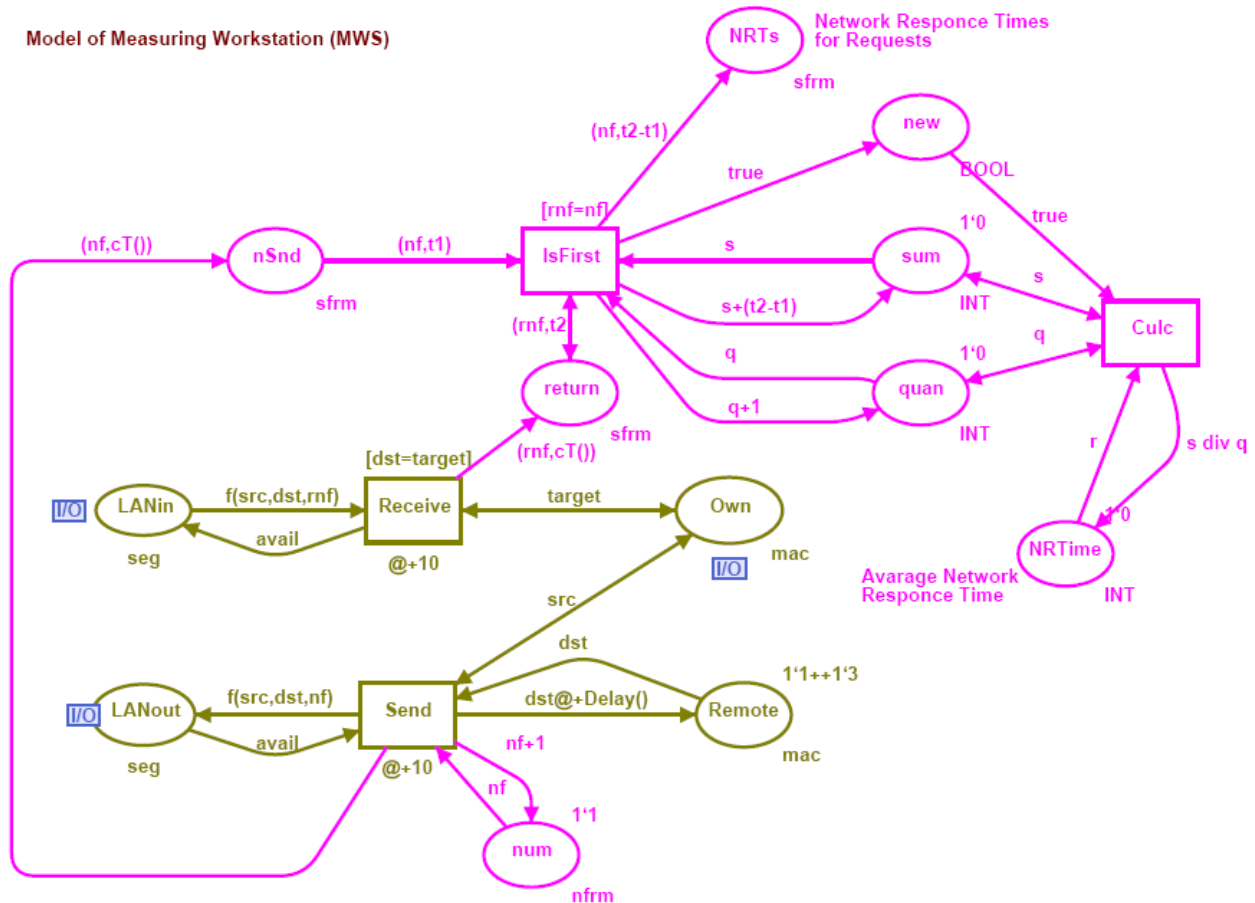 Model of Measuring Workstation (MWS)
NRTs
Network Responce Times
for Requests
sfrm
new
BOOL
(nf,t2-t1)
true
true
[rnf=nf]
(nf,cT())
nSnd
sfrm
(nf,t1)
IsFirst
s
1‘0
sum
INT
s
s+(t2-t1)
Culc
(rnf,t2
q
1‘0
quan
INT
q
q+1
return
sfrm
(rnf,cT())
r
s div q
[dst=target]
I/O
LANin
seg
f(src,dst,rnf)
avail
Receive
@+10
target
Own
mac
I/O
1‘0
NRTime
INT
Avarage Network
Responce Time
src
dst
1‘1++1‘3
I/O
LANout
seg
f(src,dst,nf)
avail
Send
@+10
dst@+Delay()
Remote
mac
nf+1
nf
1‘1
num
nfrm